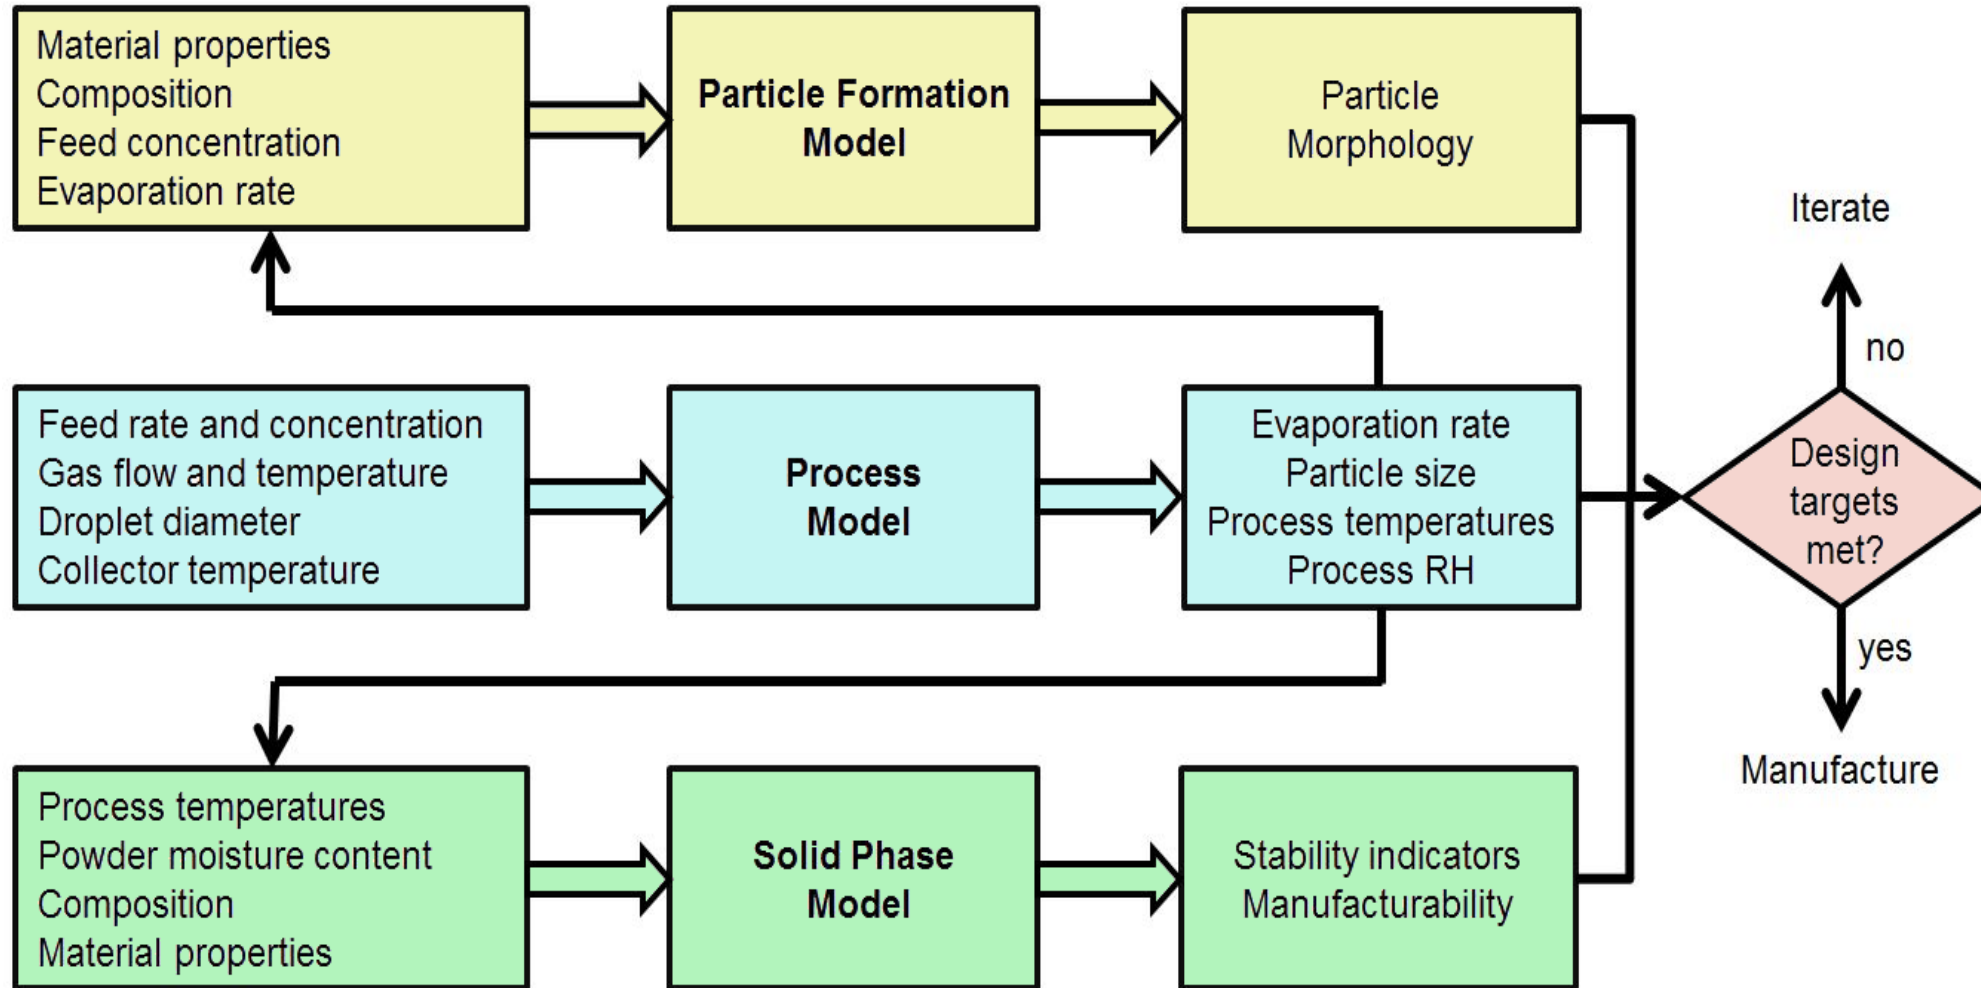 Material properties
Composition
Feed concentration
Evaporation rate
Particle Formation
Model
Particle
Morphology
Feed rate and concentration
Gas flow and temperature
Droplet diameter
Collector temperature
Process
Model
Evaporation rate
Particle size
Process temperatures
Process RH
Process temperatures
Powder moisture content
Composition
Material properties
Solid Phase
Model
Stability indicators
Manufacturability
Iterate
no
Design
targets
met?
yes
Manufacture